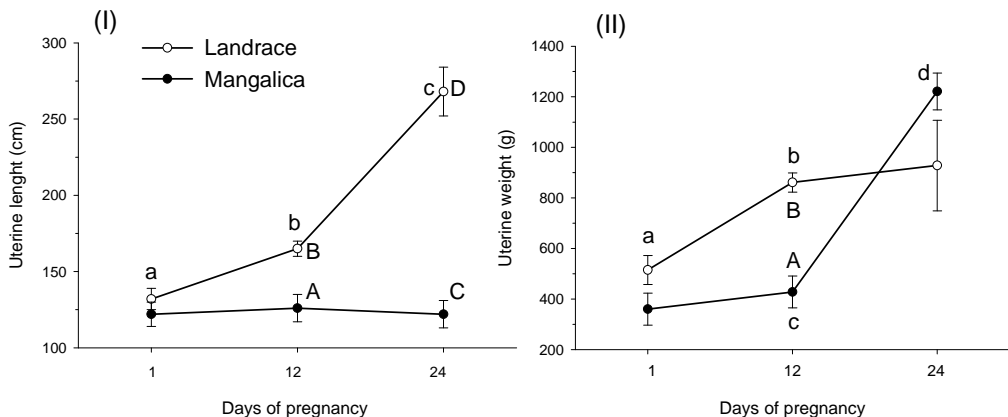 (I)
Landrace
Mangalica
Uterine lenght (cm)
300
250
200
150
100
a
b
B
A
c D
C
1 12 24
Days of pregnancy
(II)
Uterine weight (g)
1400
1200
1000
800
600
400
200
a
b
B
A
c
d
1 12 24
Days of pregnancy